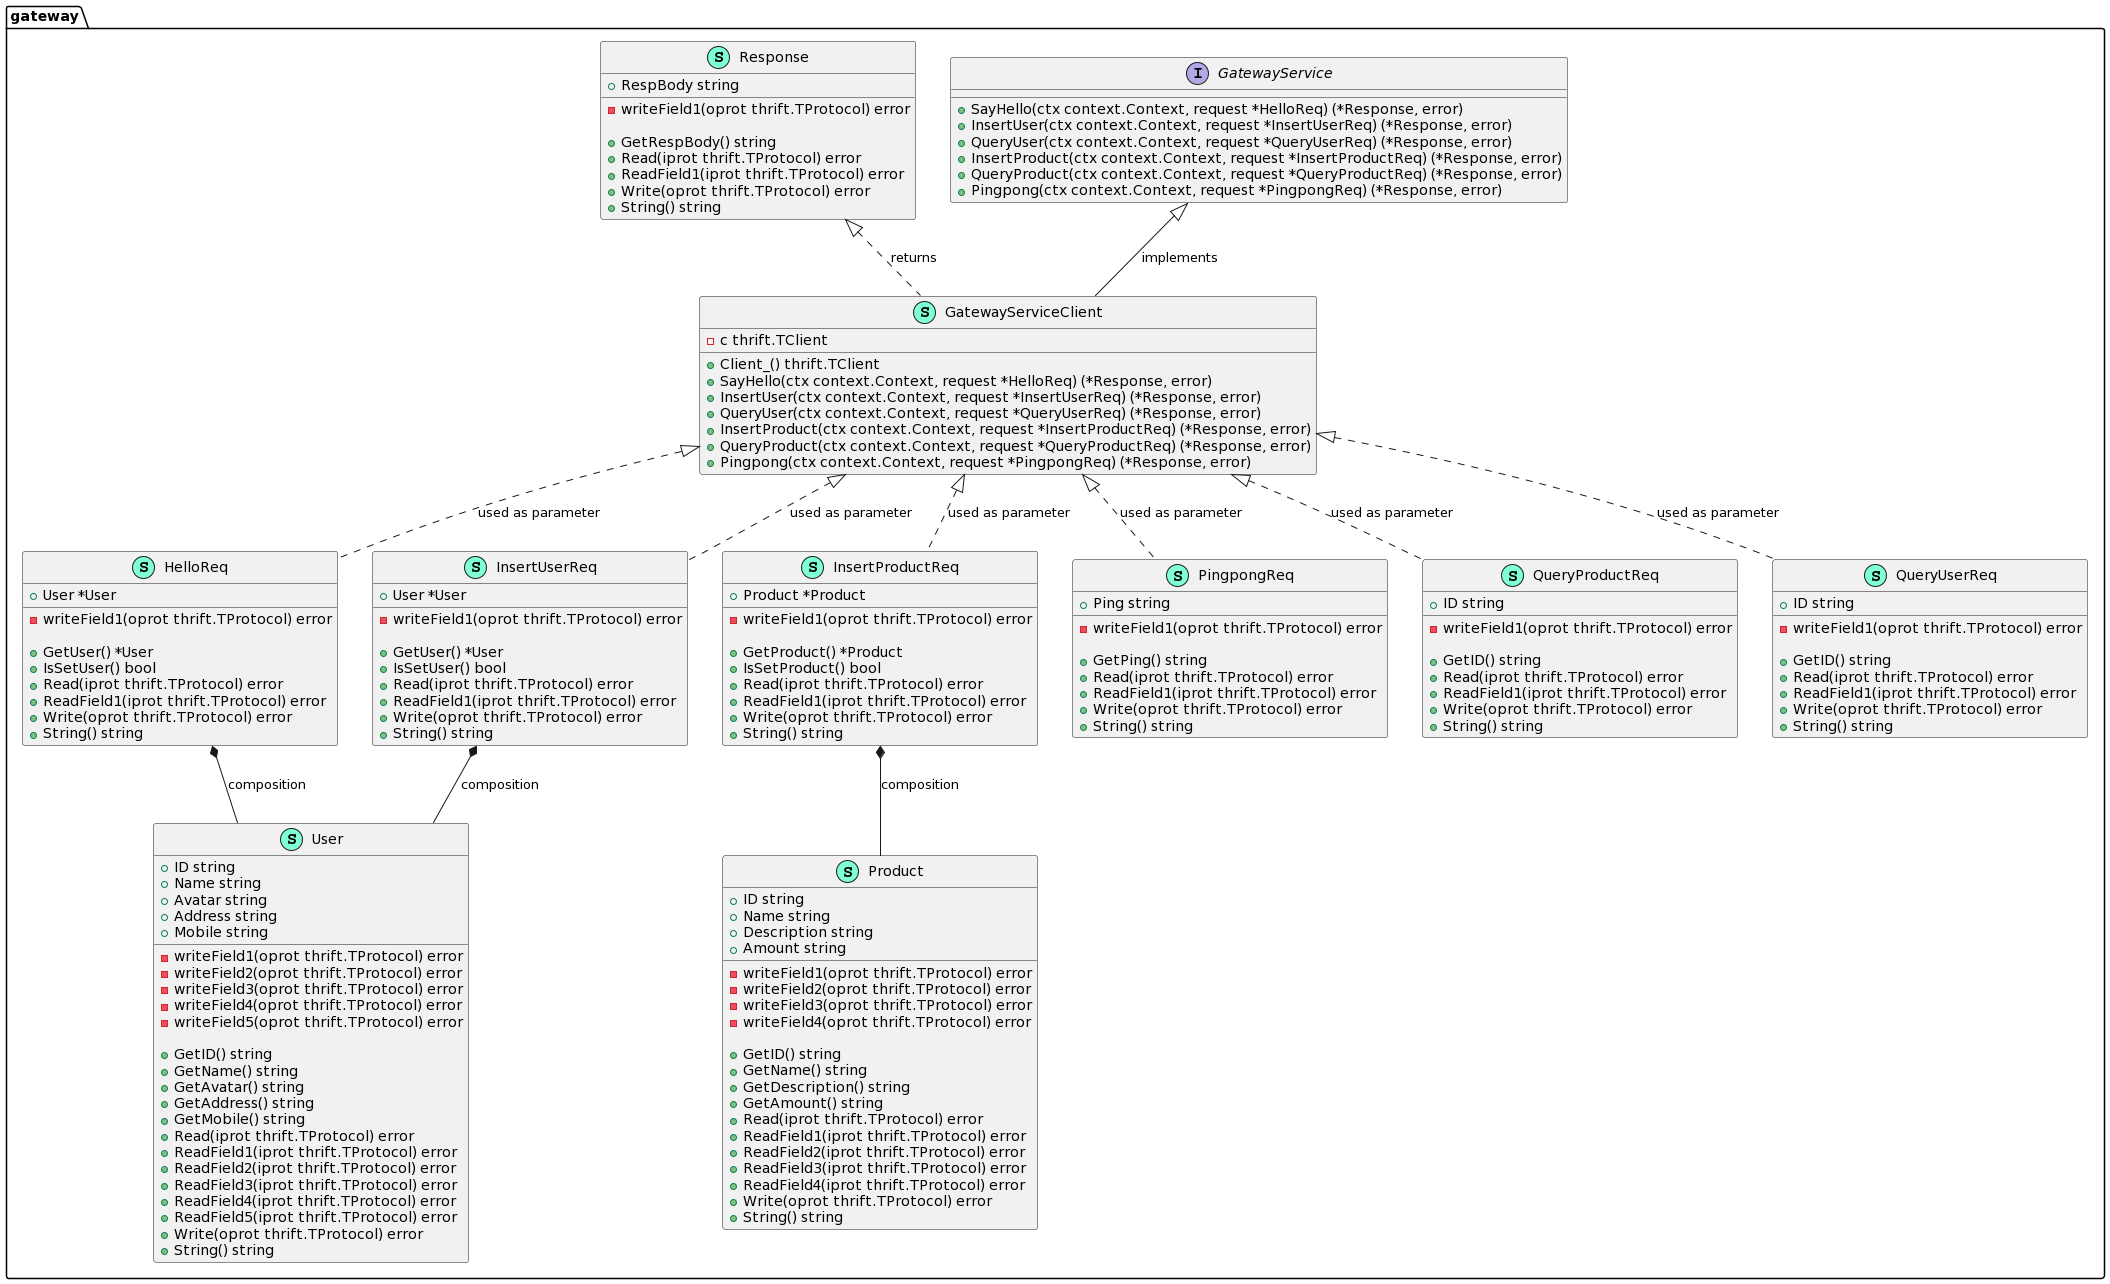 gateway
S Response
RespBody string
writeField1(oprot thrift.TProtocol) error
GetRespBody() string
Read(iprot thrift.TProtocol) error
ReadField1(iprot thrift.TProtocol) error
Write(oprot thrift.TProtocol) error
String() string
I GatewayService
SayHello(ctx context.Context, request *HelloReq) (*Response, error)
InsertUser(ctx context.Context, request *InsertUserReq) (*Response, error)
QueryUser(ctx context.Context, request *QueryUserReq) (*Response, error)
InsertProduct(ctx context.Context, request *InsertProductReq) (*Response, error)
QueryProduct(ctx context.Context, request *QueryProductReq) (*Response, error)
Pingpong(ctx context.Context, request *PingpongReq) (*Response, error)
returns
implements
S GatewayServiceClient
c thrift.TClient
Client_() thrift.TClient
SayHello(ctx context.Context, request *HelloReq) (*Response, error)
InsertUser(ctx context.Context, request *InsertUserReq) (*Response, error)
QueryUser(ctx context.Context, request *QueryUserReq) (*Response, error)
InsertProduct(ctx context.Context, request *InsertProductReq) (*Response, error)
QueryProduct(ctx context.Context, request *QueryProductReq) (*Response, error)
Pingpong(ctx context.Context, request *PingpongReq) (*Response, error)
used as parameter
used as parameter
used as parameter
used as parameter
used as parameter
used as parameter
S HelloReq
User *User
writeField1(oprot thrift.TProtocol) error
GetUser() *User
IsSetUser() bool
Read(iprot thrift.TProtocol) error
ReadField1(iprot thrift.TProtocol) error
Write(oprot thrift.TProtocol) error
String() string
S InsertUserReq
User *User
writeField1(oprot thrift.TProtocol) error
GetUser() *User
IsSetUser() bool
Read(iprot thrift.TProtocol) error
ReadField1(iprot thrift.TProtocol) error
Write(oprot thrift.TProtocol) error
String() string
S InsertProductReq
Product *Product
writeField1(oprot thrift.TProtocol) error
GetProduct() *Product
IsSetProduct() bool
Read(iprot thrift.TProtocol) error
ReadField1(iprot thrift.TProtocol) error
Write(oprot thrift.TProtocol) error
String() string
S PingpongReq
Ping string
writeField1(oprot thrift.TProtocol) error
GetPing() string
Read(iprot thrift.TProtocol) error
ReadField1(iprot thrift.TProtocol) error
Write(oprot thrift.TProtocol) error
String() string
S QueryProductReq
ID string
writeField1(oprot thrift.TProtocol) error
GetID() string
Read(iprot thrift.TProtocol) error
ReadField1(iprot thrift.TProtocol) error
Write(oprot thrift.TProtocol) error
String() string
S QueryUserReq
ID string
writeField1(oprot thrift.TProtocol) error
GetID() string
Read(iprot thrift.TProtocol) error
ReadField1(iprot thrift.TProtocol) error
Write(oprot thrift.TProtocol) error
String() string
composition
composition
composition
S User
ID string
Name string
Avatar string
Address string
Mobile string
writeField1(oprot thrift.TProtocol) error
writeField2(oprot thrift.TProtocol) error
writeField3(oprot thrift.TProtocol) error
writeField4(oprot thrift.TProtocol) error
writeField5(oprot thrift.TProtocol) error
GetID() string
GetName() string
GetAvatar() string
GetAddress() string
GetMobile() string
Read(iprot thrift.TProtocol) error
ReadField1(iprot thrift.TProtocol) error
ReadField2(iprot thrift.TProtocol) error
ReadField3(iprot thrift.TProtocol) error
ReadField4(iprot thrift.TProtocol) error
ReadField5(iprot thrift.TProtocol) error
Write(oprot thrift.TProtocol) error
String() string
S Product
ID string
Name string
Description string
Amount string
writeField1(oprot thrift.TProtocol) error
writeField2(oprot thrift.TProtocol) error
writeField3(oprot thrift.TProtocol) error
writeField4(oprot thrift.TProtocol) error
GetID() string
GetName() string
GetDescription() string
GetAmount() string
Read(iprot thrift.TProtocol) error
ReadField1(iprot thrift.TProtocol) error
ReadField2(iprot thrift.TProtocol) error
ReadField3(iprot thrift.TProtocol) error
ReadField4(iprot thrift.TProtocol) error
Write(oprot thrift.TProtocol) error
String() string